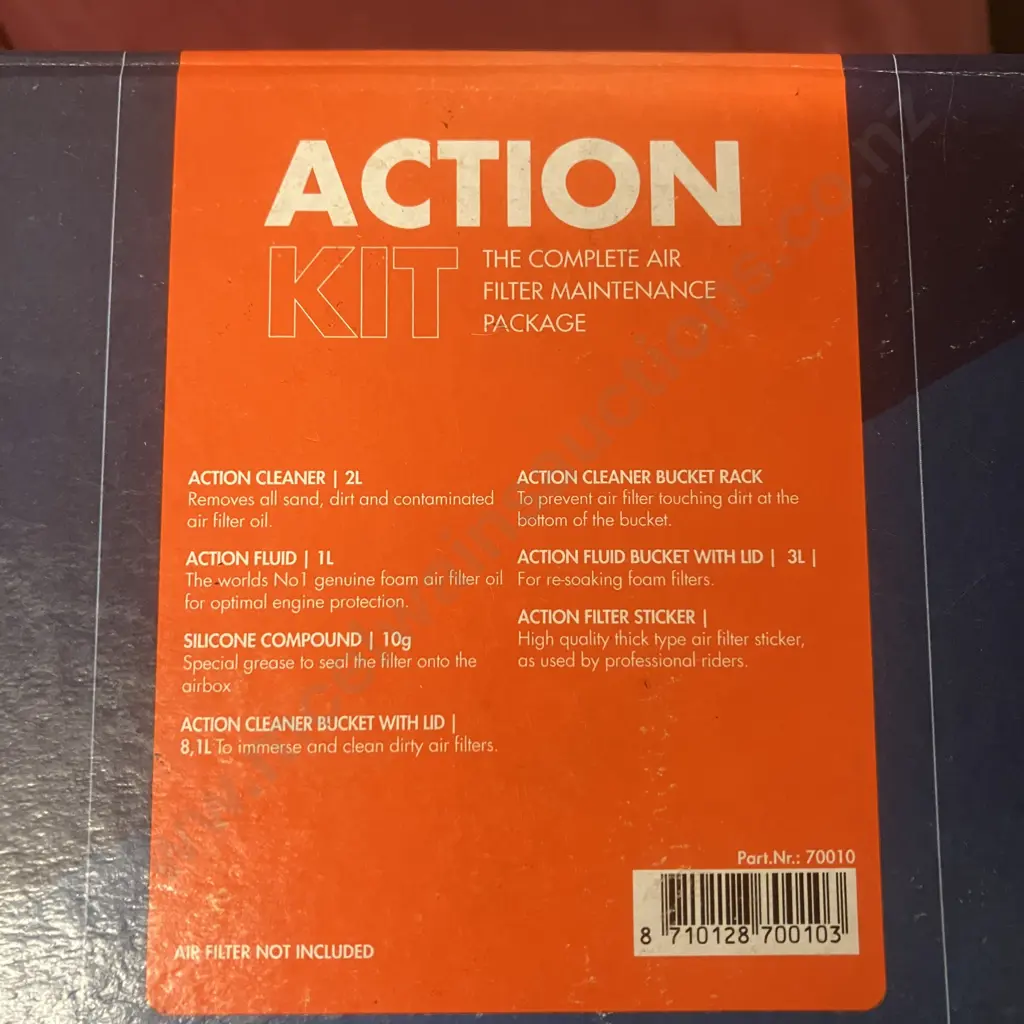 ACTION
KIT
THE COMPLETE AIR
FILTER MAINTENANCE
PACKAGE
ACTION CLEANER | 2L
Removes all sand, dirt and contaminated
air filter oil.
ACTION FLUID | 1L
The worlds No1 genuine foam air filter oil
for optimal engine protection.
SILICONE COMPOUND | 10g
Special grease to seal the filter onto the
airbox
ACTION CLEANER BUCKET WITH LID |
8,1L To immerse and clean dirty air filters.
ACTION CLEANER BUCKET RACK
To prevent air filter touching dirt at the
bottom of the bucket.
ACTION FLUID BUCKET WITH LID | 3L |
For re-soaking foam filters.
ACTION FILTER STICKER |
High quality thick type air filter sticker,
as used by professional riders.
Part.Nr.: 70010
8 710128 700103
AIR FILTER NOT INCLUDED